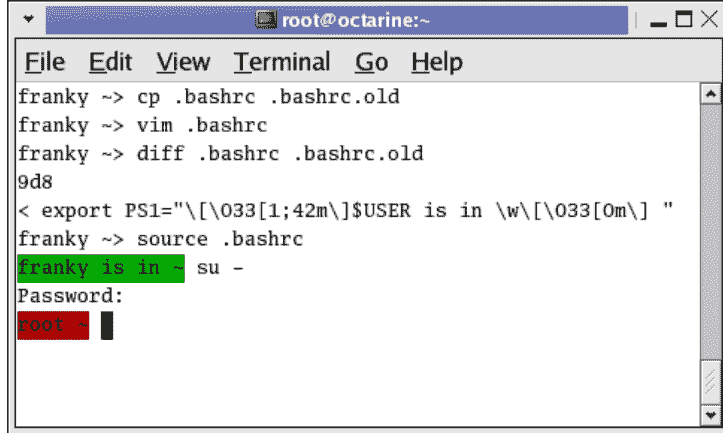 root@octarine:~
File Edit View Terminal Go Help
franky ~> cp .bashrc .bashrc.old
franky ~> vim .bashrc
franky ~> diff .bashrc .bashrc.old
9d8
< export PS1="\[\033[1;42m\]$USER is in \w\[\033[0m\] "
franky ~> source .bashrc
franky is in ~ su -
Password:
root ~